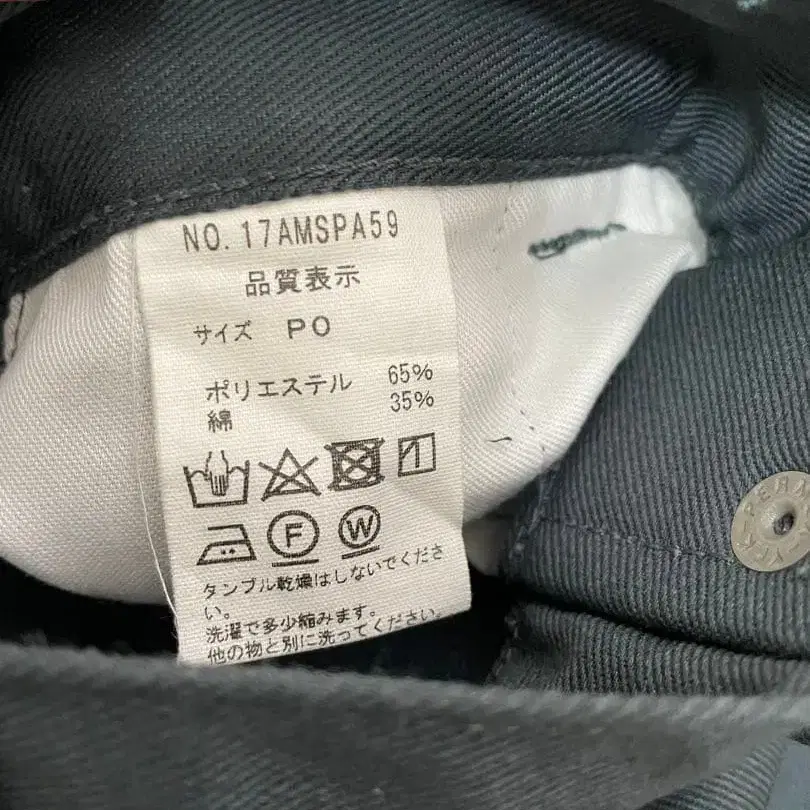 NO. 17AMSPA59
品質表示
サイズ PO
ポリエステル 65%
綿 35%
F
W
タンブル乾燥はしないでくださ
い。
洗濯で多少縮みます。
他の物と別に洗ってください。